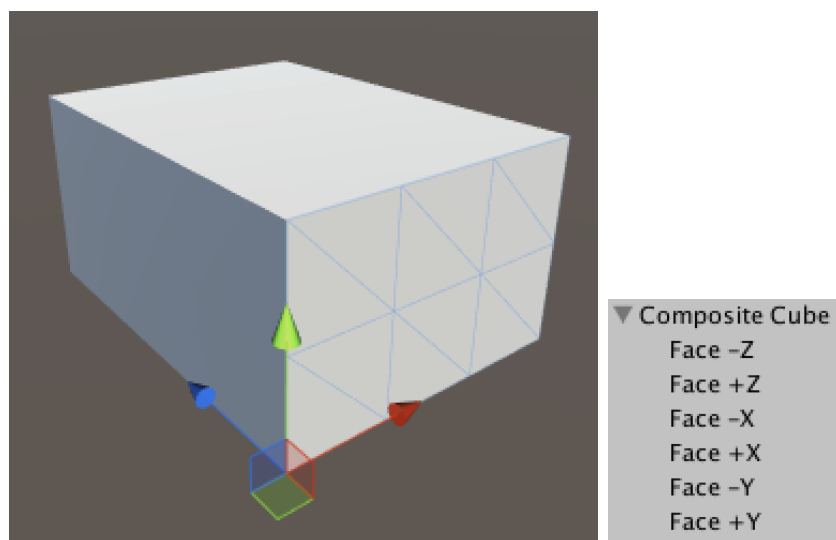 Composite Cube
Face –Z
Face +Z
Face –X
Face +X
Face –Y
Face +Y